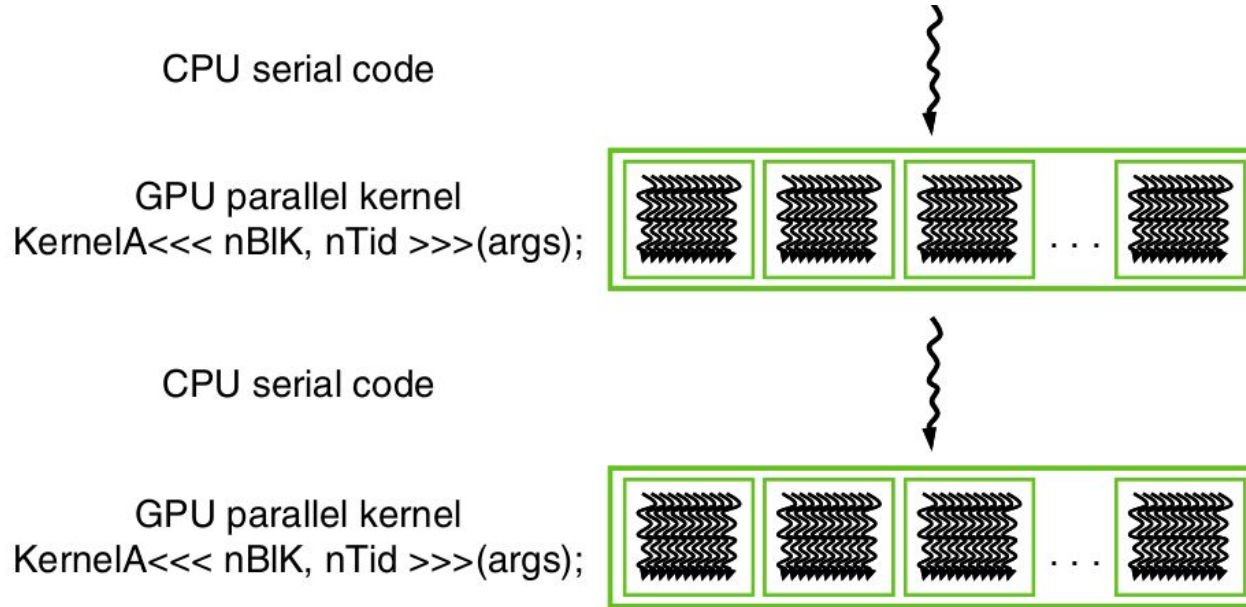 CPU serial code
GPU parallel kernel
KernelA<<< nBlK, nTid >>>(args);
. . .
CPU serial code
GPU parallel kernel
KernelA<<< nBlK, nTid >>>(args);
. . .